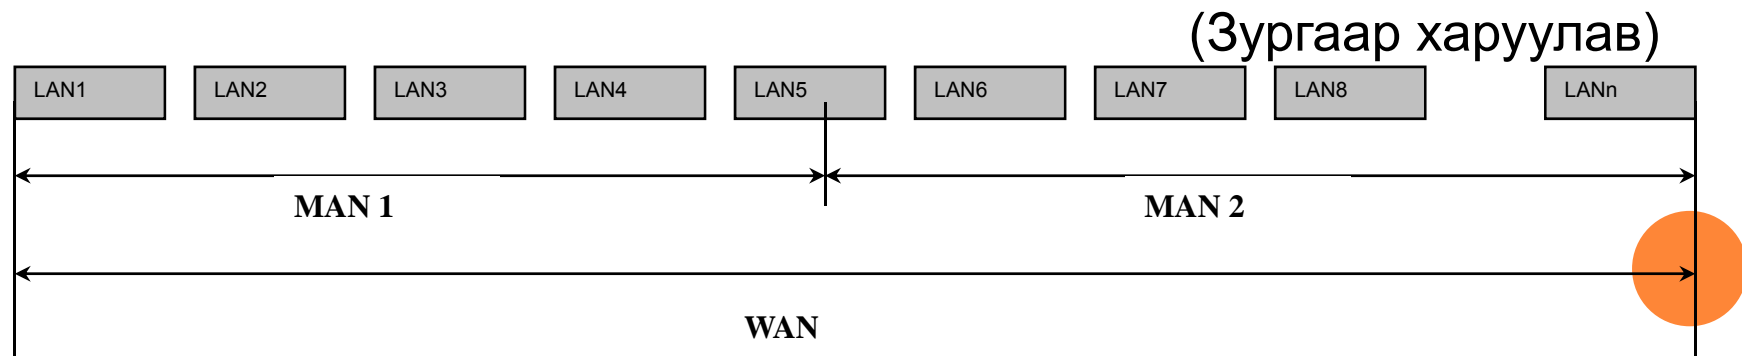 (Зургаар харуулав)
LAN1 LAN2 LAN3 LAN4 LAN5 LAN6 LAN7 LAN8 LANn
MAN 1 MAN 2
WAN